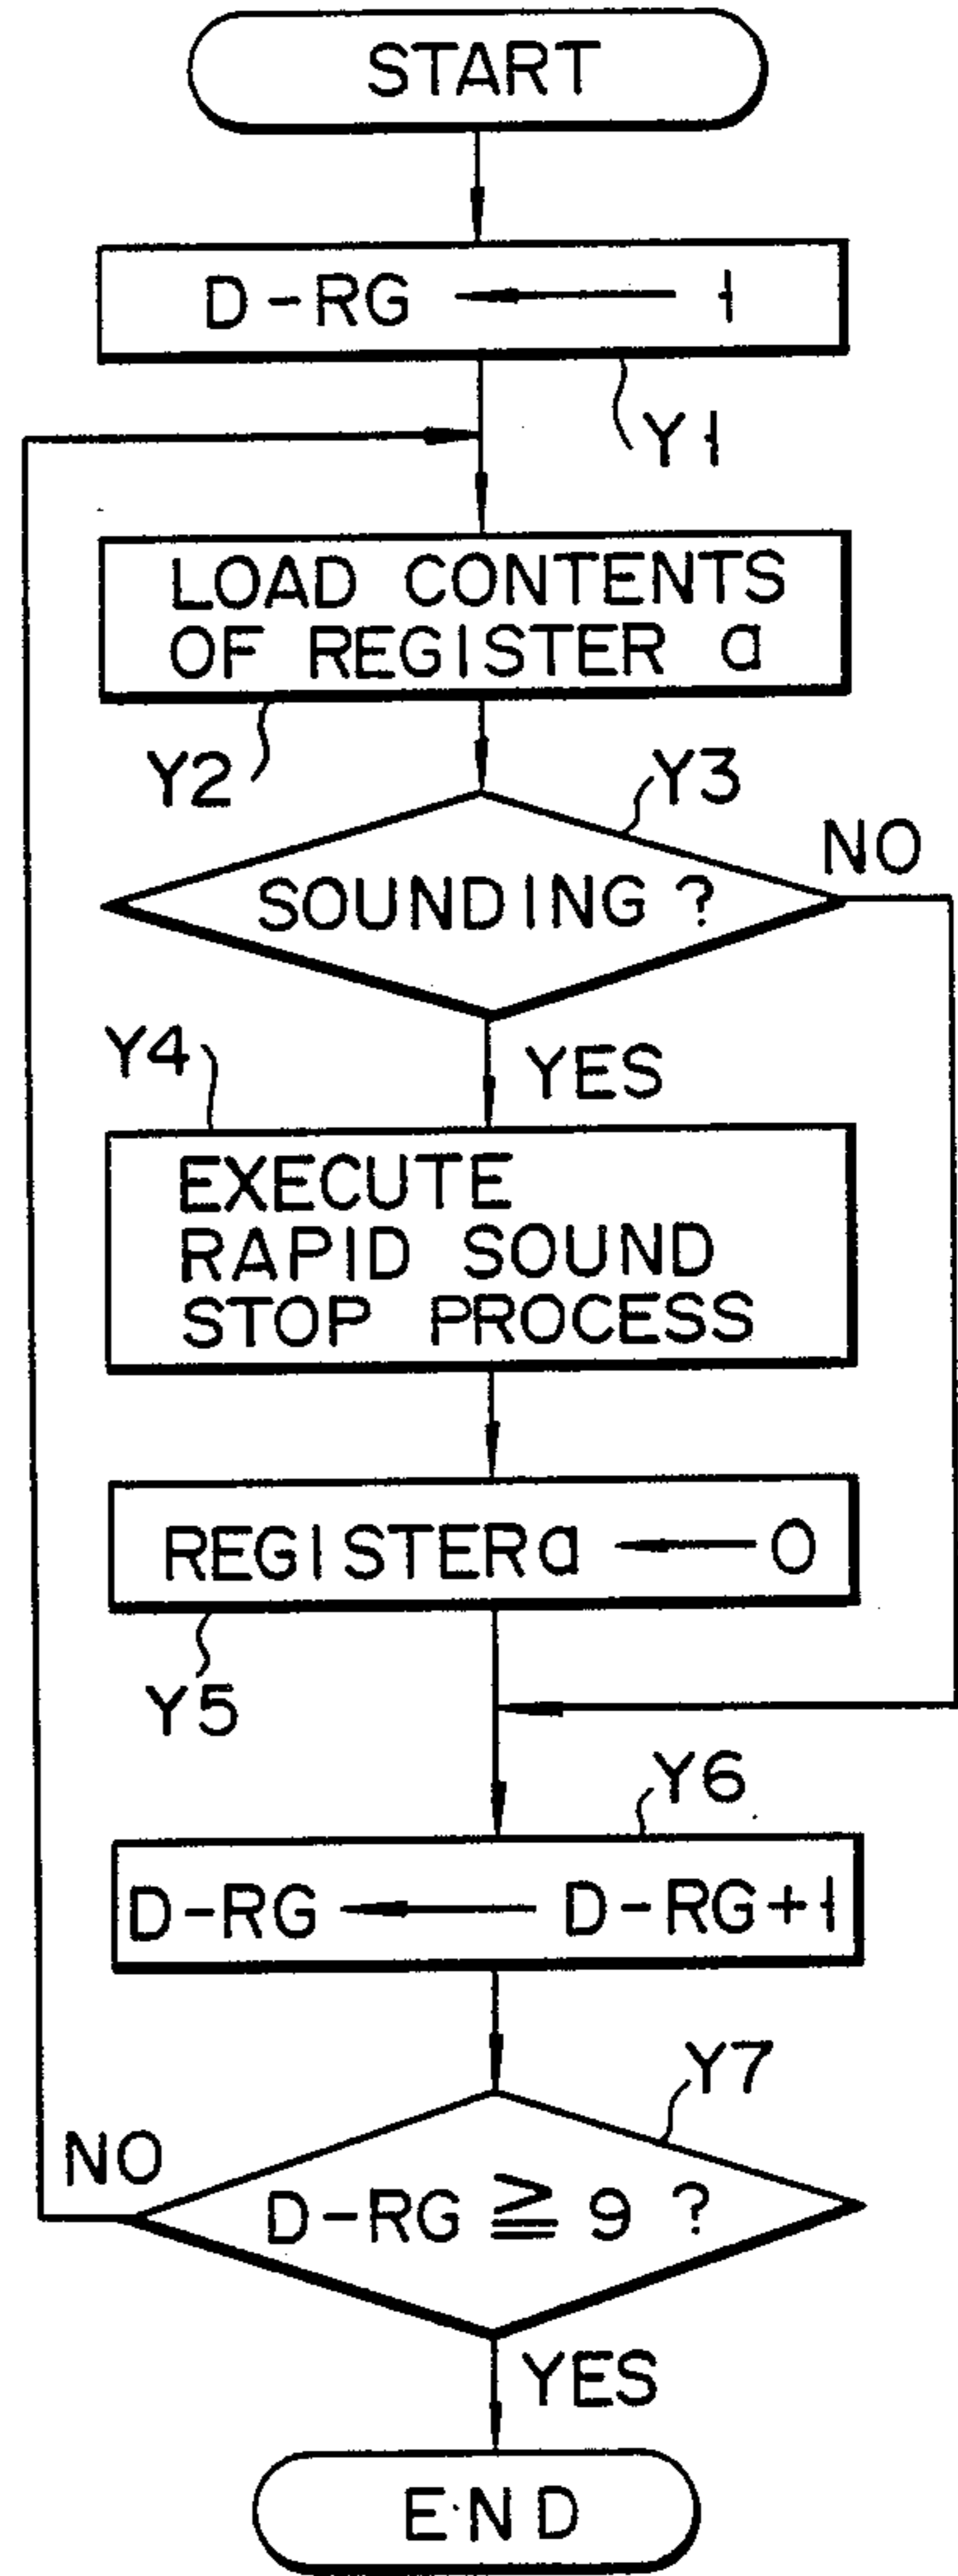 START
D-RG ← 1
Y1
LOAD CONTENTS
OF REGISTER a
Y2
Y3
SOUNDING ?
NO
YES
Y4
EXECUTE
RAPID SOUND
STOP PROCESS
REGISTER a ← 0
Y5
Y6
D-RG ← D-RG+1
Y7
D-RG ≧ 9 ?
NO
YES
END